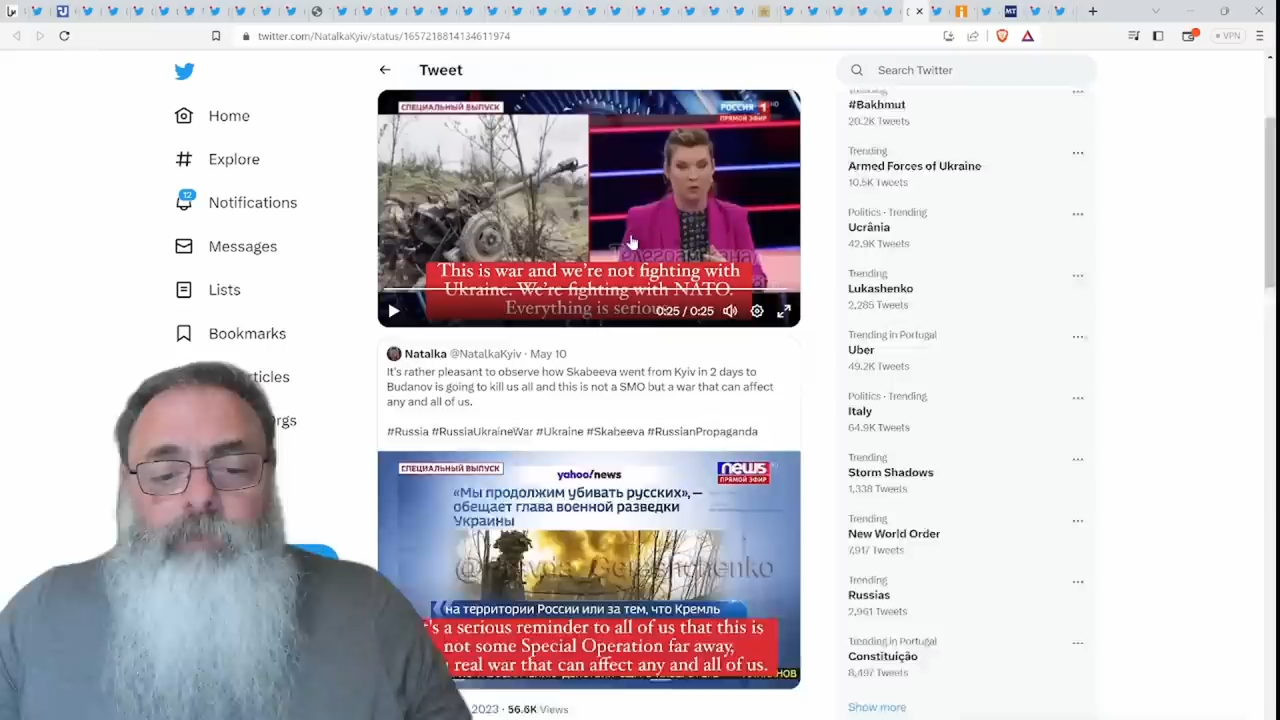 twitter.com/NatalkaKyiv/status/1657218814134611974
VPN
Home
Explore
12
Notifications
Messages
Lists
Bookmarks
Tweet
СПЕЦИАЛЬНЫЙ ВЫПУСК
РОССИЯ 1
ПРЯМОЙ ЭФИР
This is war and we're not fighting with
Ukraine. We're fighting with NATO.
Everything is serious
0:25 / 0:25
Natalka @NatalkaKyiv · May 10
It's rather pleasant to observe how Skabeeva went from Kyiv in 2 days to
Budanov is going to kill us all and this is not a SMO but a war that can affect
any and all of us.
#Russia #RussiaUkraineWar #Ukraine #Skabeeva #RussianPropaganda
СПЕЦИАЛЬНЫЙ ВЫПУСК
yahoo!news
news
ПРЯМОЙ ЭФИР
«Мы продолжим убивать русских», –
обещает глава военной разведки
Украины
на территории России или за тем, что Кремль
's a serious reminder to all of us that this is
not some Special Operation far away,
real war that can affect any and all of us.
2023 · 56.6K Views
Search Twitter
#Bakhmut
20.2K Tweets
Trending
Armed Forces of Ukraine
10.5K Tweets
Politics · Trending
Ucrânia
42.9K Tweets
Trending
Lukashenko
2,285 Tweets
Trending in Portugal
Uber
49.2K Tweets
Politics · Trending
Italy
64.9K Tweets
Trending
Storm Shadows
1,338 Tweets
Trending
New World Order
7,917 Tweets
Trending
Russias
2,961 Tweets
Trending in Portugal
Constituição
8,497 Tweets
Show more